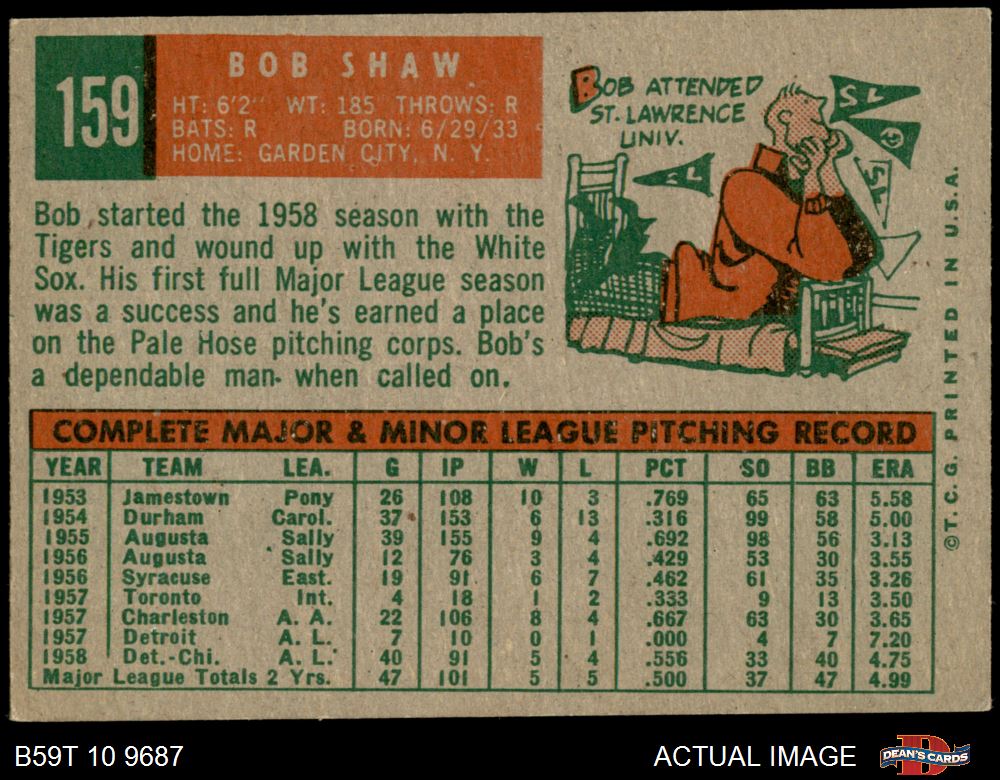 159
BOB SHAW
HT: 6'2" WT: 185 THROWS: R
BATS: R BORN: 6/29/33
HOME: GARDEN CITY, N. Y.
BOB ATTENDED
ST. LAWRENCE
UNIV.
SL
SL
SL
Bob started the 1958 season with the
Tigers and wound up with the White
Sox. His first full Major League season
was a success and he's earned a place
on the Pale Hose pitching corps. Bob's
a dependable man when called on.
COMPLETE MAJOR & MINOR LEAGUE PITCHING RECORD
YEAR TEAM LEA. G IP W L PCT SO BB ERA
1953 Jamestown Pony 26 108 10 3 .769 65 63 5.58
1954 Durham Carol. 37 153 6 13 .316 99 58 5.00
1955 Augusta Sally 39 155 9 4 .692 98 56 3.13
1956 Augusta Sally 12 76 3 4 .429 53 30 3.55
1956 Syracuse East. 19 91 6 7 .462 61 35 3.26
1957 Toronto Int. 4 18 1 2 .333 9 13 3.50
1957 Charleston A. A. 22 106 8 4 .667 63 30 3.65
1957 Detroit A. L. 7 10 0 1 .000 4 7 7.20
1958 Det.-Chi. A. L. 40 91 5 4 .556 33 40 4.75
Major League Totals 2 Yrs. 47 101 5 5 .500 37 47 4.99
©T.C.G. PRINTED IN U.S.A.
B59T 10 9687
ACTUAL IMAGE
D
DEAN'S CARDS